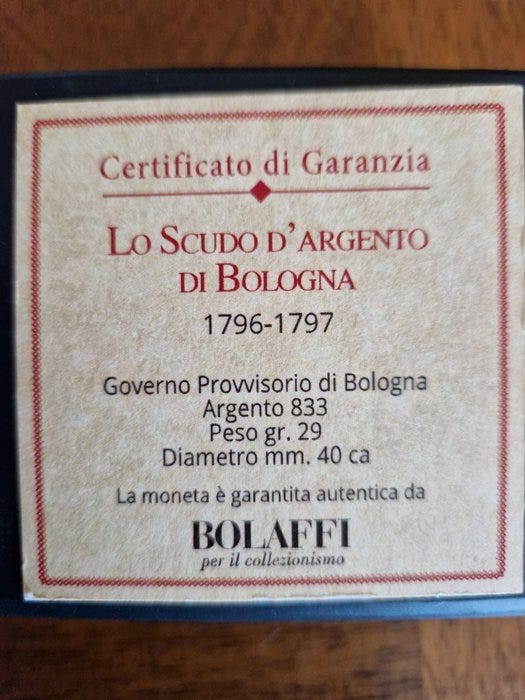 Certificato di Garanzia
LO SCUDO D'ARGENTO
DI BOLOGNA
1796-1797
Governo Provvisorio di Bologna
Argento 833
Peso gr. 29
Diametro mm. 40 ca
La moneta è garantita autentica da
BOLAFFI
per il collezionismo